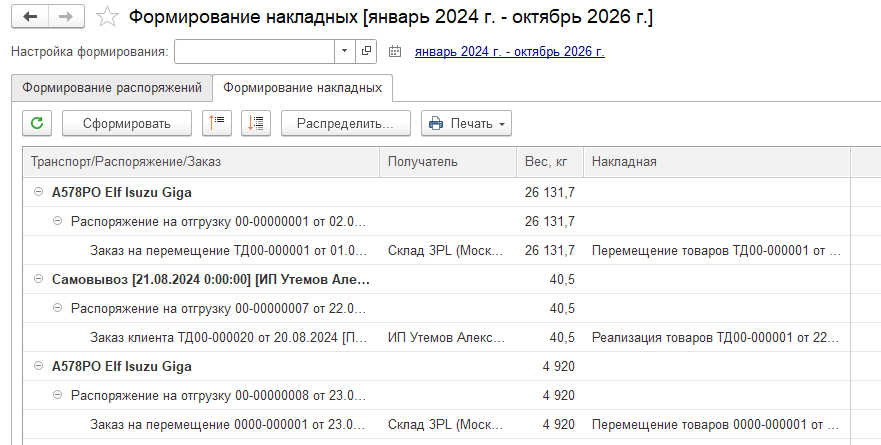 Формирование накладных [январь 2024 г. - октябрь 2026 г.]
Настройка формирования: январь 2024 г. - октябрь 2026 г.
Формирование распоряжений Формирование накладных
Сформировать Распределить... Печать
Транспорт/Распоряжение/Заказ Получатель Вес, кг Накладная
А578РО Elf Isuzu Giga 26 131,7
Распоряжение на отгрузку 00-00000001 от 02.0... 26 131,7
Заказ на перемещение ТД00-000001 от 01.0... Склад 3PL (Моск... 26 131,7 Перемещение товаров ТД00-000001 от ...
Самовывоз [21.08.2024 0:00:00] [ИП Утемов Але... 40,5
Распоряжение на отгрузку 00-00000007 от 22.0... 40,5
Заказ клиента ТД00-000020 от 20.08.2024 [П... ИП Утемов Алекс... 40,5 Реализация товаров ТД00-000001 от 22...
А578РО Elf Isuzu Giga 4 920
Распоряжение на отгрузку 00-00000008 от 23.0... 4 920
Заказ на перемещение 0000-000001 от 23.0... Склад 3PL (Моск... 4 920 Перемещение товаров 0000-000001 от ...